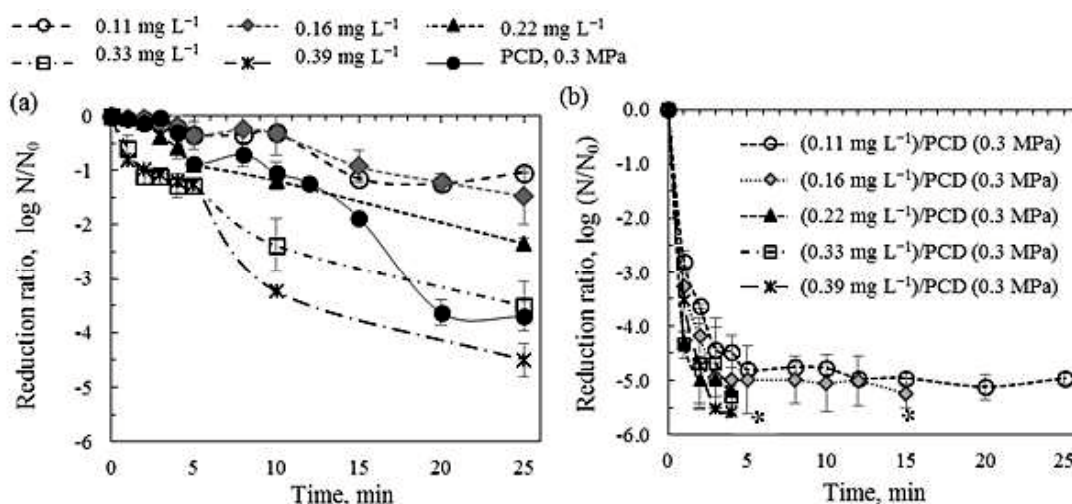 0.11 mg L⁻¹ 0.16 mg L⁻¹ 0.22 mg L⁻¹
0.33 mg L⁻¹ 0.39 mg L⁻¹ PCD, 0.3 MPa
(a)
Reduction ratio, log N/N₀
1
0
-1
-2
-3
-4
-5
-6
0 5 10 15 20 25
Time, min
(b)
Reduction ratio, log (N/N₀)
0.0
-1.0
-2.0
-3.0
-4.0
-5.0
-6.0
(0.11 mg L⁻¹)/PCD (0.3 MPa)
(0.16 mg L⁻¹)/PCD (0.3 MPa)
(0.22 mg L⁻¹)/PCD (0.3 MPa)
(0.33 mg L⁻¹)/PCD (0.3 MPa)
(0.39 mg L⁻¹)/PCD (0.3 MPa)
* *
0 5 10 15 20 25
Time, min